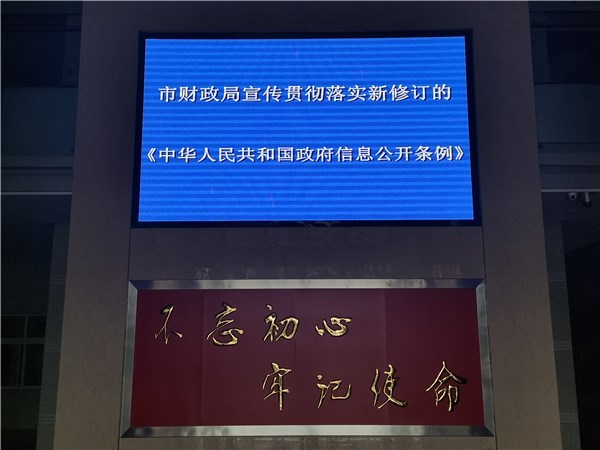 市财政局宣传贯彻落实新修订的
《中华人民共和国政府信息公开条例》
不忘初心
牢记使命